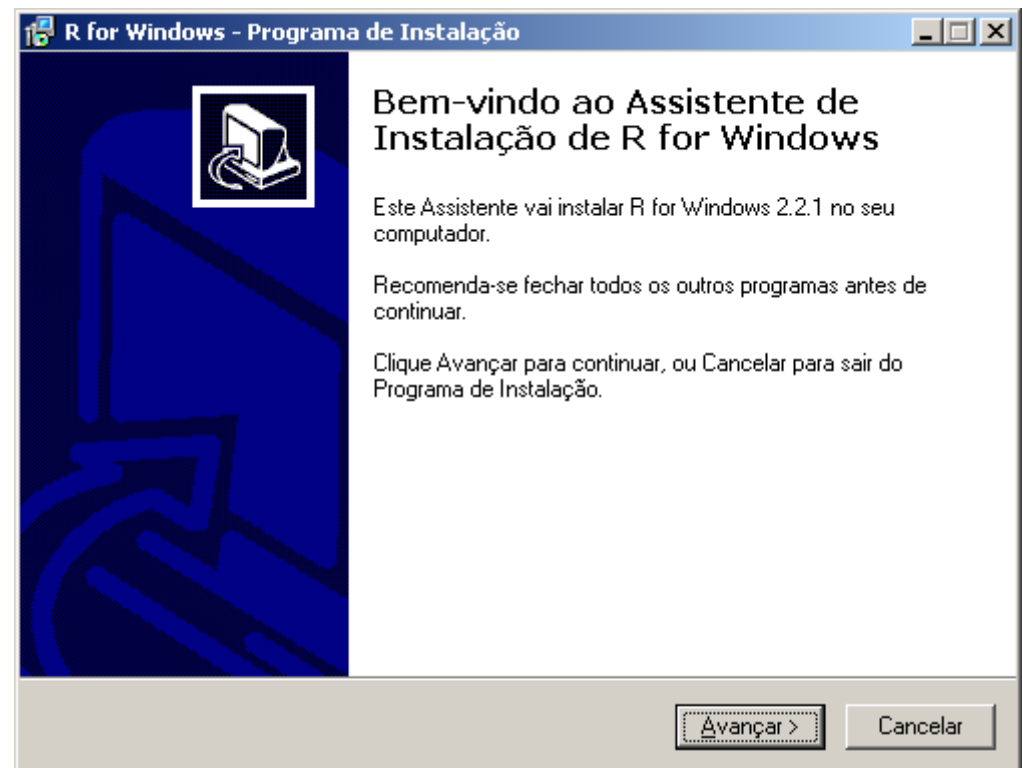 R for Windows - Programa de Instalação
Bem-vindo ao Assistente de
Instalação de R for Windows
Este Assistente vai instalar R for Windows 2.2.1 no seu
computador.
Recomenda-se fechar todos os outros programas antes de
continuar.
Clique Avançar para continuar, ou Cancelar para sair do
Programa de Instalação.
Avançar >
Cancelar